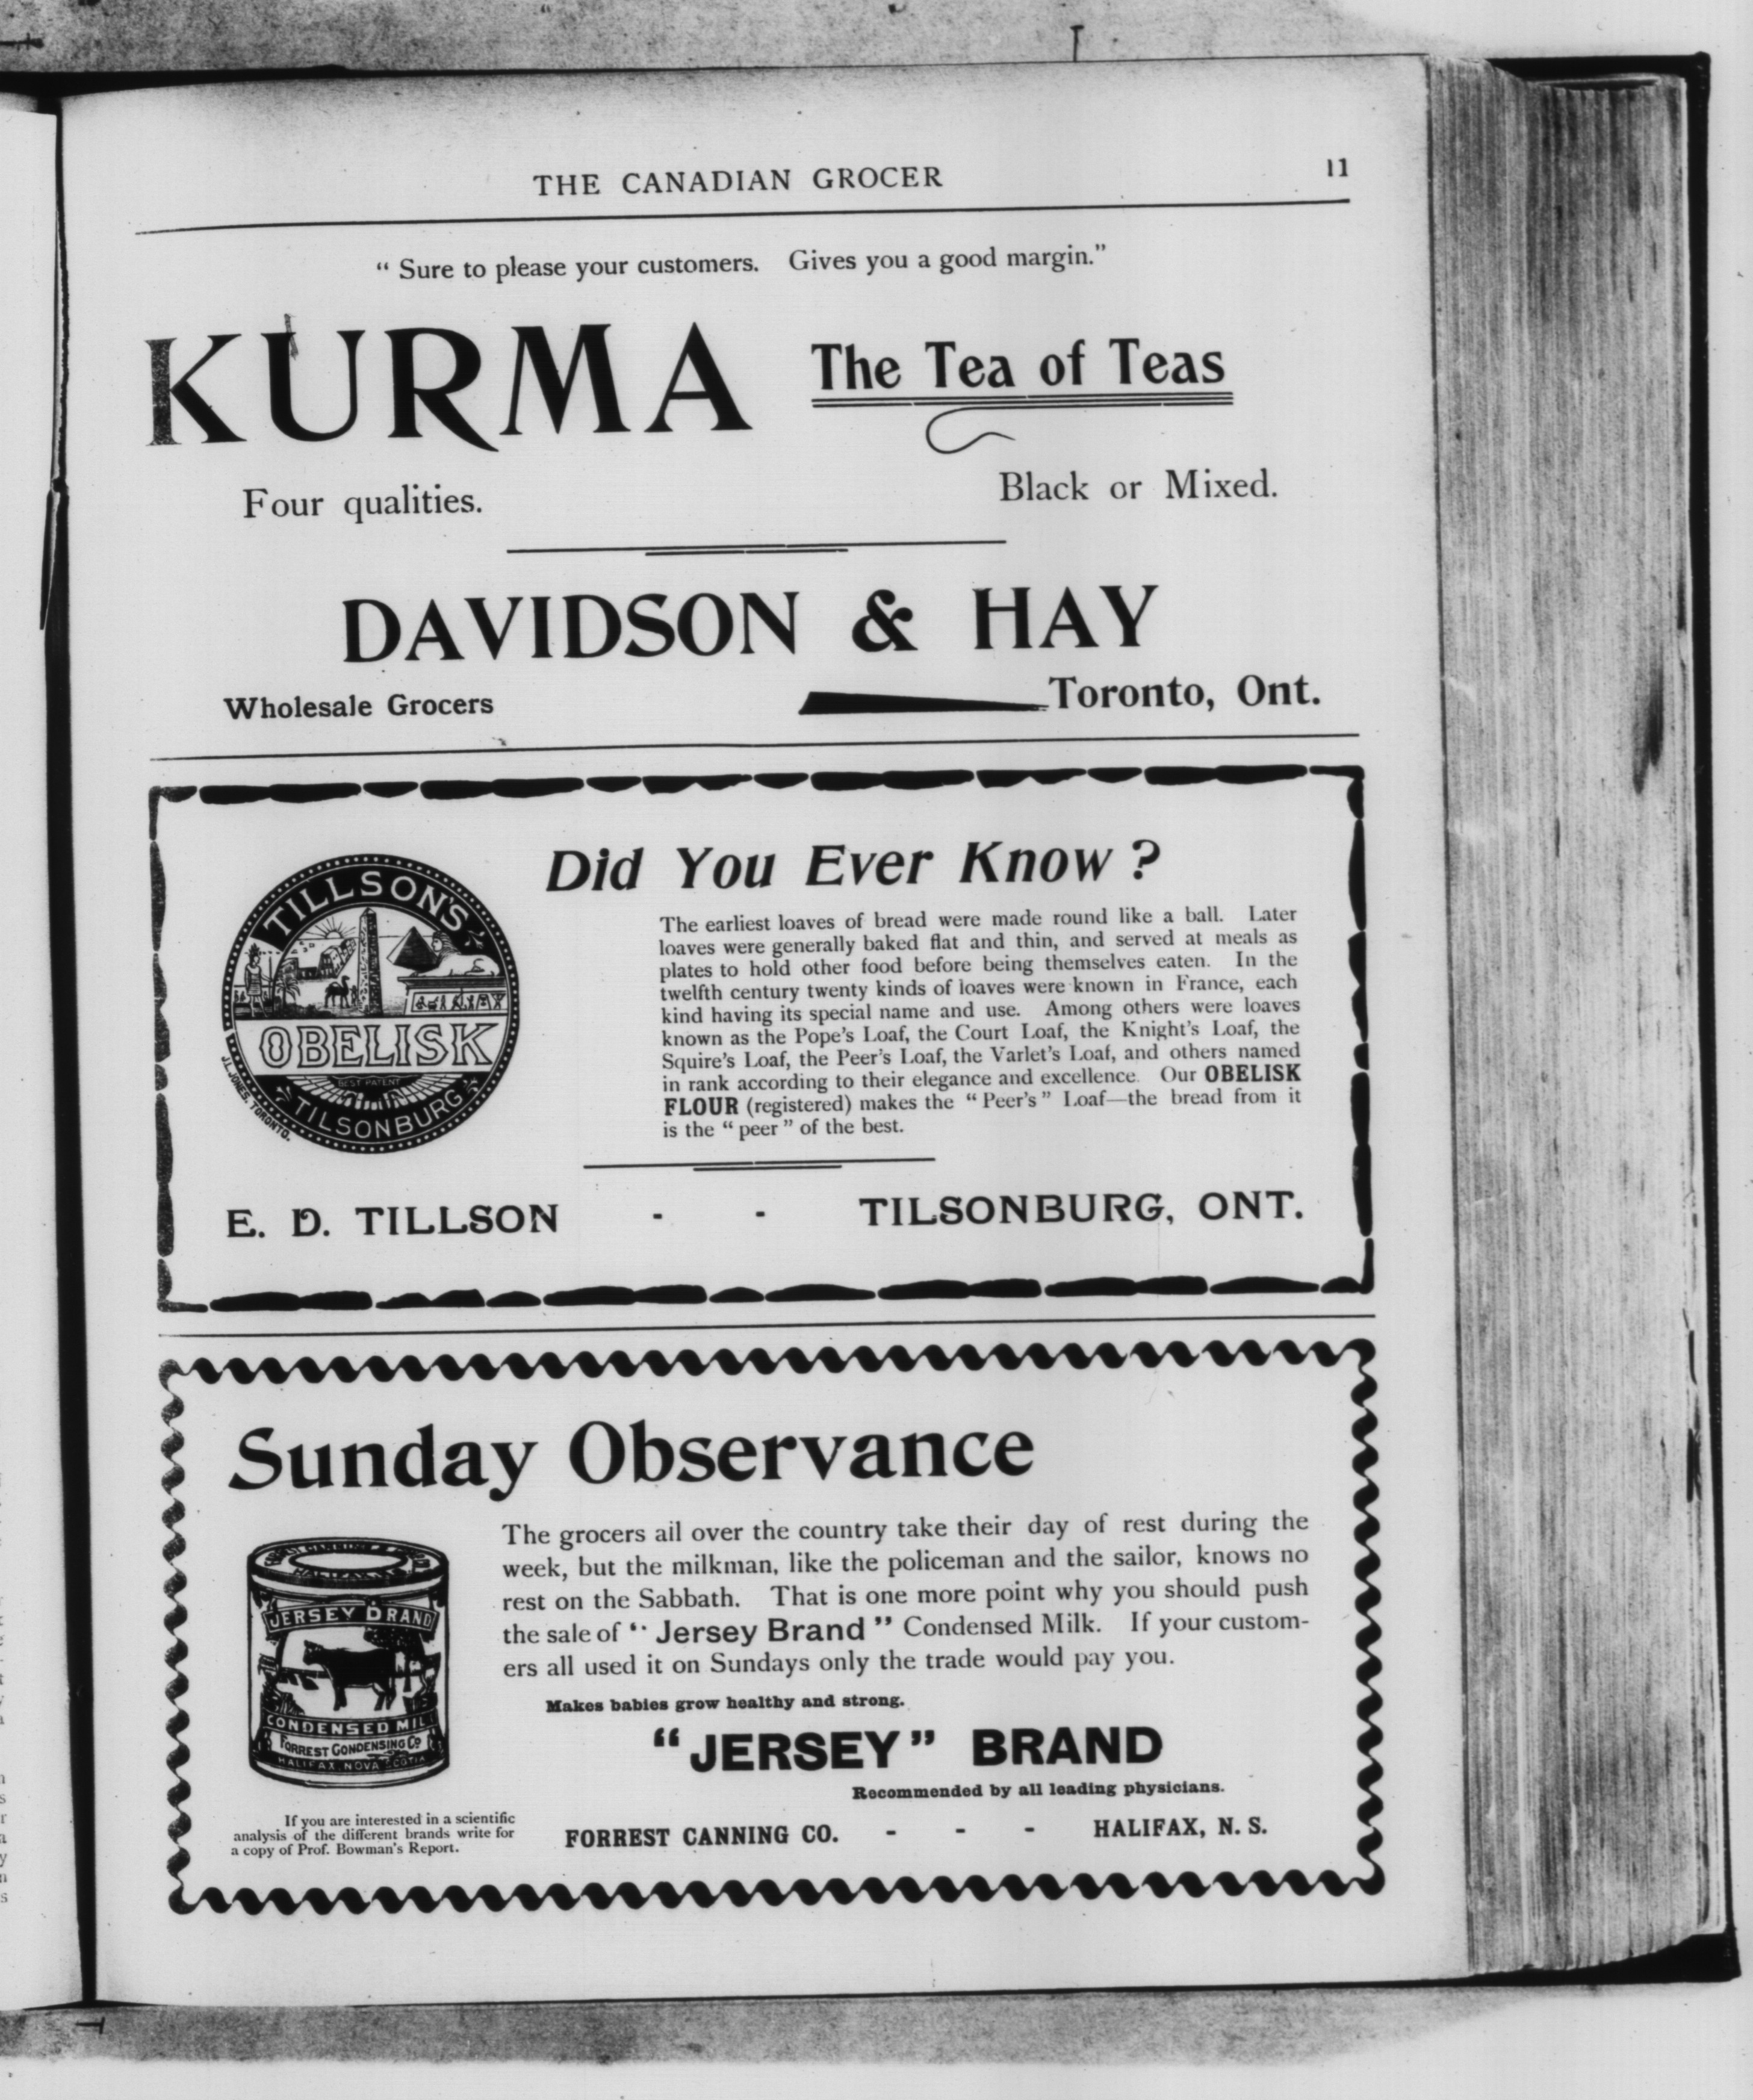 THE CANADIAN GROCER 11
“ Sure to please your customers. Gives you a good margin.”
KURMA The Tea of Teas
Four qualities. Black or Mixed.
DAVIDSON & HAY
Wholesale Grocers Toronto, Ont.
TILLSON'S
OBELISK
BEST PATENT
TILSONBURG
J.L. JONES, TORONTO.
Did You Ever Know ?
The earliest loaves of bread were made round like a ball. Later
loaves were generally baked flat and thin, and served at meals as
plates to hold other food before being themselves eaten. In the
twelfth century twenty kinds of loaves were known in France, each
kind having its special name and use. Among others were loaves
known as the Pope's Loaf, the Court Loaf, the Knight's Loaf, the
Squire's Loaf, the Peer's Loaf, the Varlet's Loaf, and others named
in rank according to their elegance and excellence. Our OBELISK
FLOUR (registered) makes the “ Peer's ” Loaf—the bread from it
is the “ peer ” of the best.
E. D. TILLSON - - TILSONBURG, ONT.
Sunday Observance
The grocers all over the country take their day of rest during the
week, but the milkman, like the policeman and the sailor, knows no
rest on the Sabbath. That is one more point why you should push
the sale of “ Jersey Brand ” Condensed Milk. If your custom-
ers all used it on Sundays only the trade would pay you.
JERSEY BRAND
CONDENSED MIL
FORREST CONDENSING Co
HALIFAX, NOVA SCOTIA
Makes babies grow healthy and strong.
“JERSEY” BRAND
Recommended by all leading physicians.
If you are interested in a scientific
analysis of the different brands write for
a copy of Prof. Bowman's Report.
FORREST CANNING CO. - - - HALIFAX, N. S.